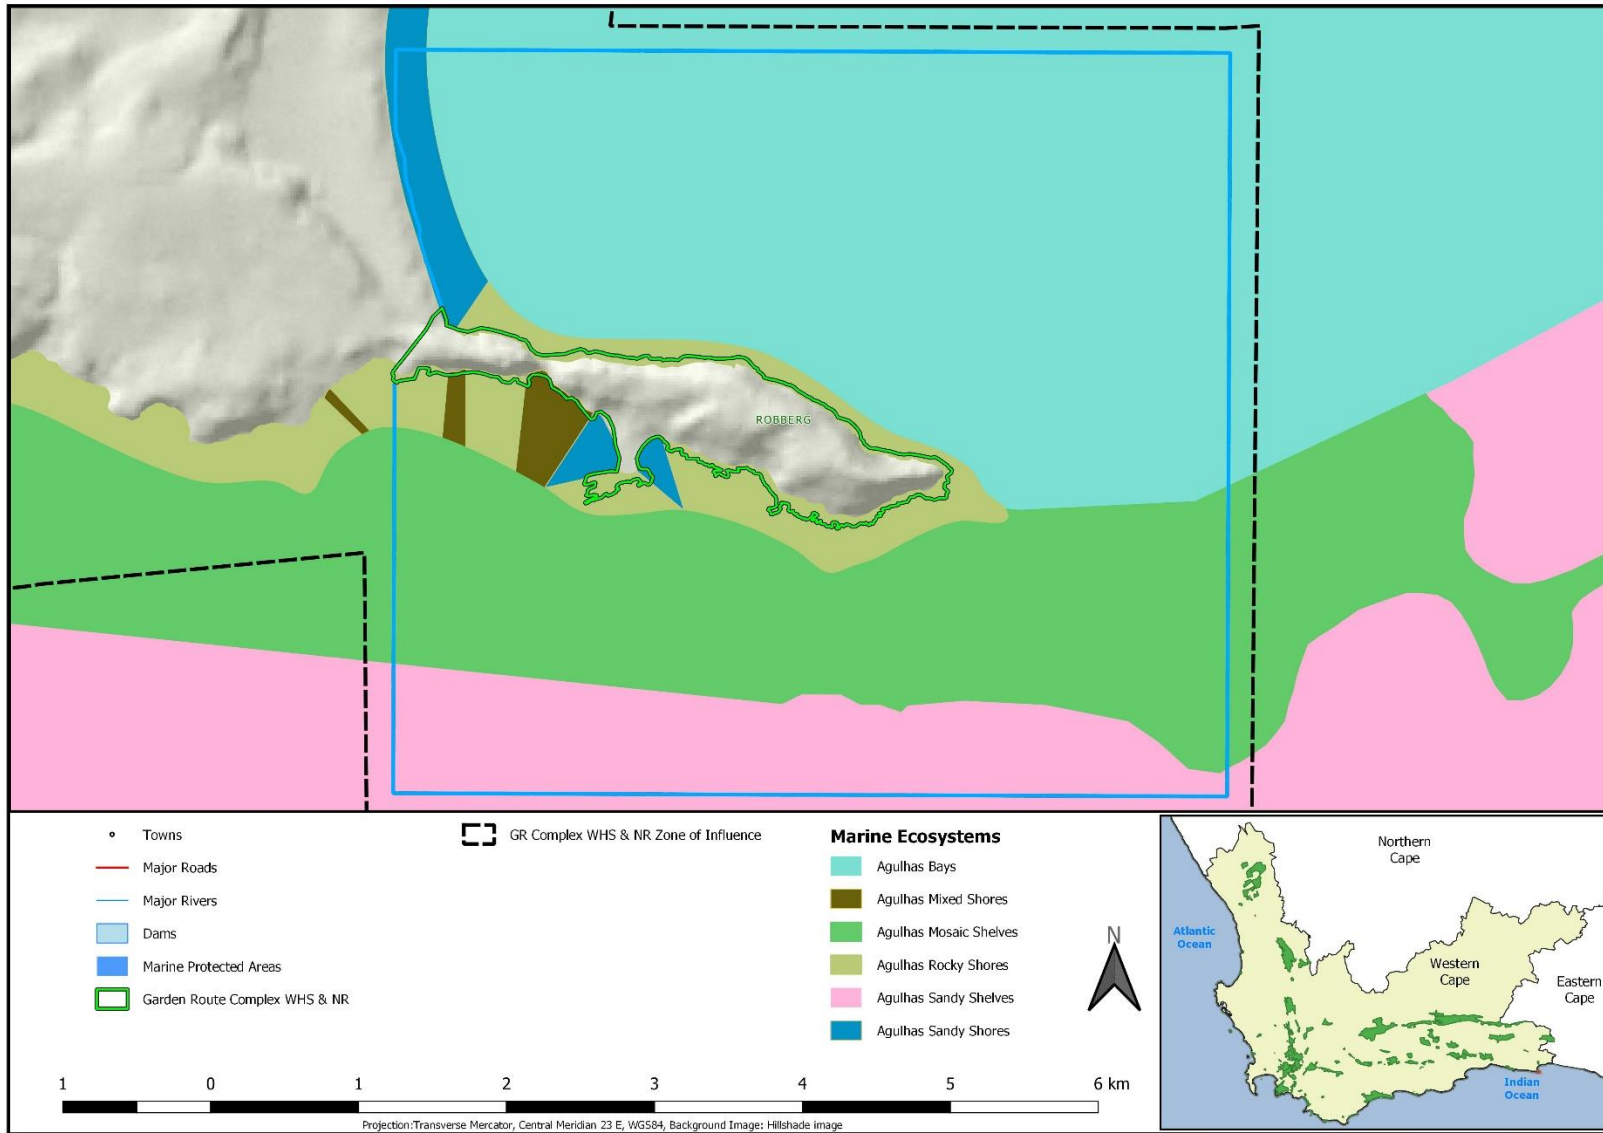 ROBBERG
Towns
Major Roads
Major Rivers
Dams
Marine Protected Areas
Garden Route Complex WHS & NR
GR Complex WHS & NR Zone of Influence
Marine Ecosystems
Agulhas Bays
Agulhas Mixed Shores
Agulhas Mosaic Shelves
Agulhas Rocky Shores
Agulhas Sandy Shelves
Agulhas Sandy Shores
N
Northern
Cape
Atlantic
Ocean
Western
Cape
Eastern
Cape
Indian
Ocean
1 0 1 2 3 4 5 6 km
Projection:Transverse Mercator, Central Meridian 23 E, WGS84, Background Image: Hillshade image